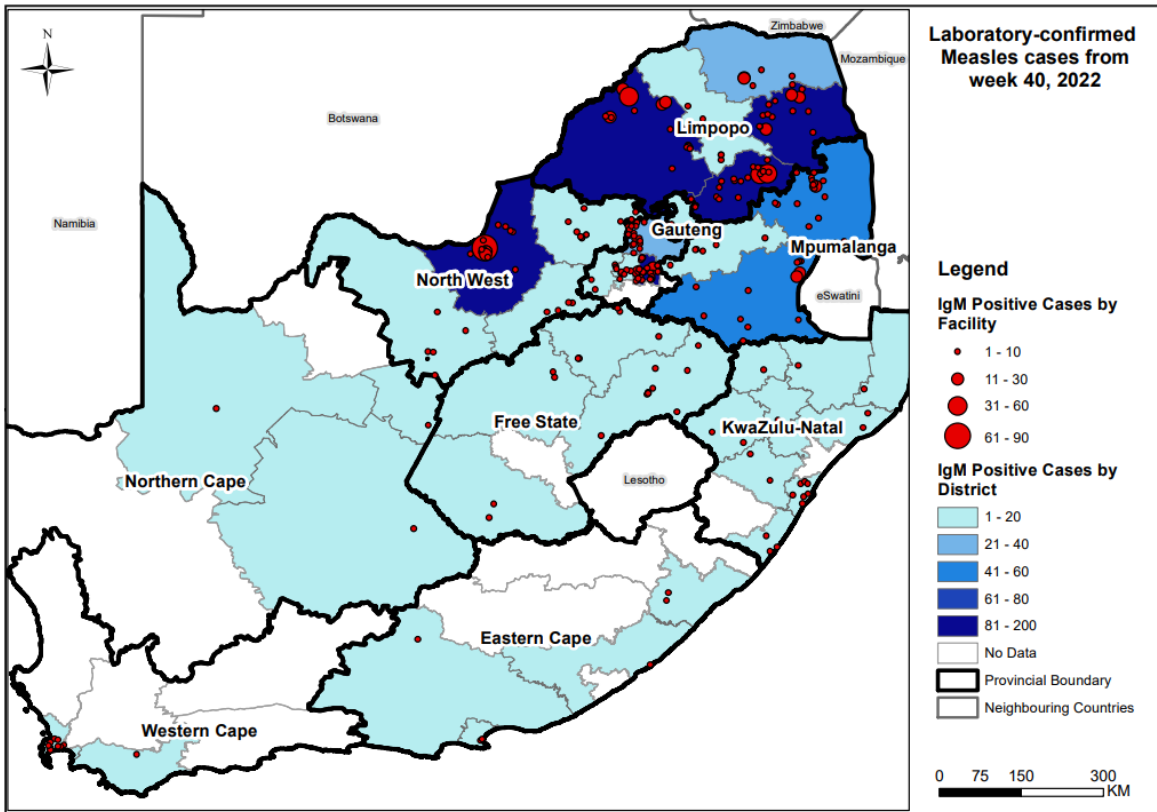 Laboratory-confirmed
Measles cases from
week 40, 2022
N
Zimbabwe
Mozambique
Botswana
Limpopo
Namibia
Gauteng
Mpumalanga
North West
eSwatini
Free State
KwaZulu-Natal
Lesotho
Northern Cape
Eastern Cape
Western Cape
Legend
IgM Positive Cases by
Facility
1 - 10
11 - 30
31 - 60
61 - 90
IgM Positive Cases by
District
1 - 20
21 - 40
41 - 60
61 - 80
81 - 200
No Data
Provincial Boundary
Neighbouring Countries
0 75 150 300
KM